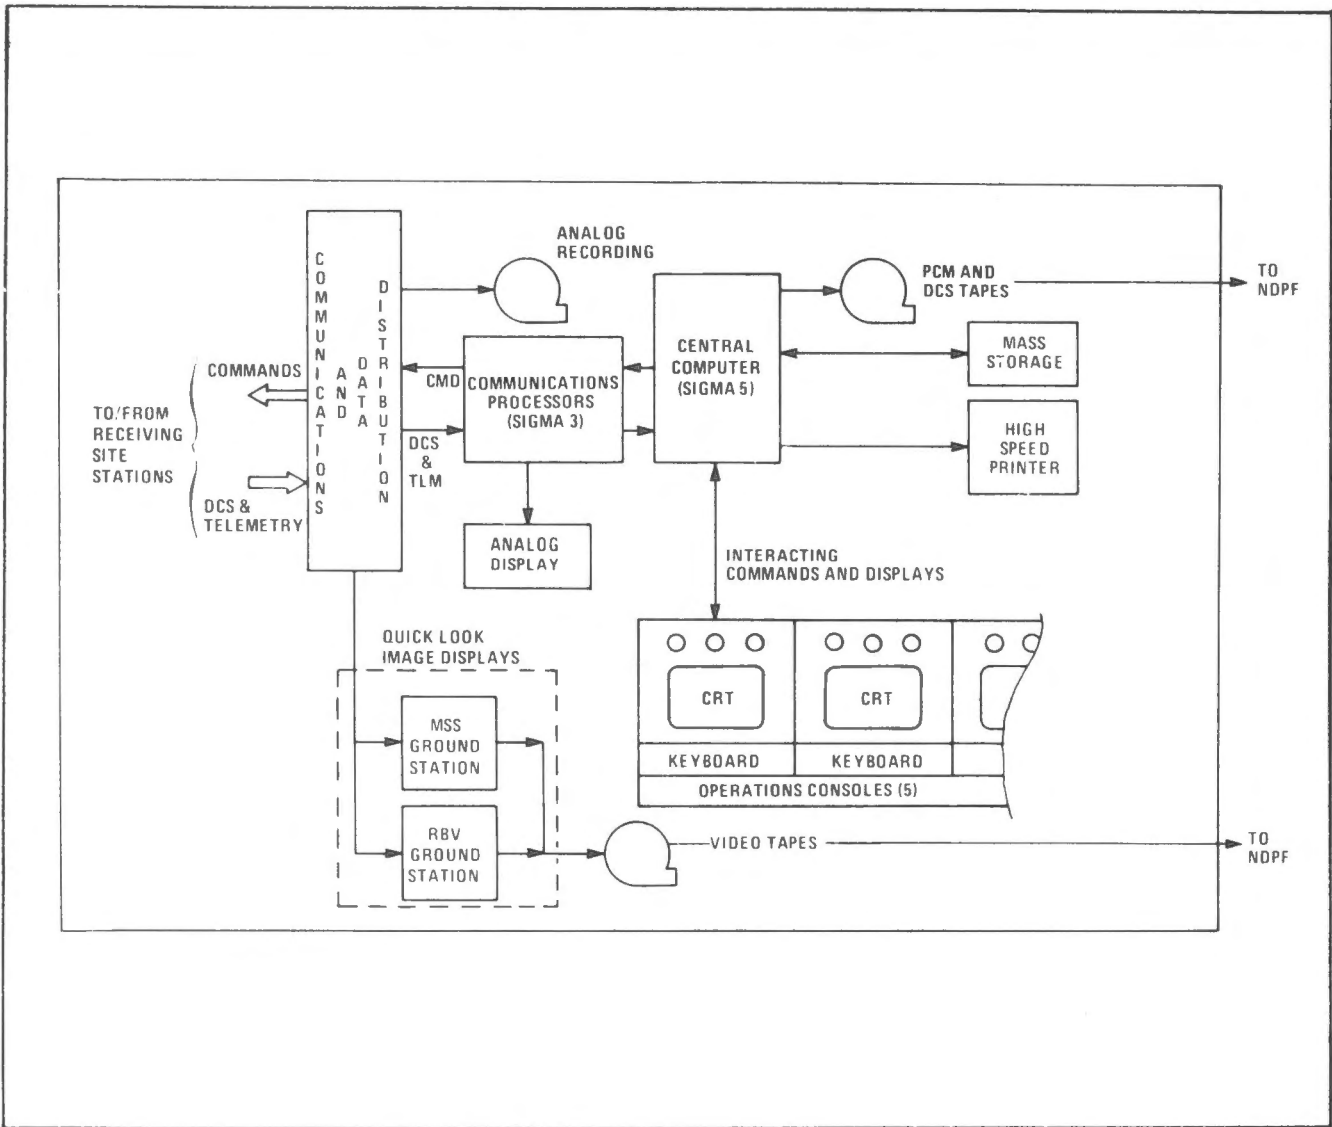 ANALOG
RECORDING
COMMUNICATIONS
AND
DATA
DISTRIBUTION
PCM AND
DCS TAPES
TO
NDPF
CENTRAL
COMPUTER
(SIGMA 5)
MASS
STORAGE
COMMANDS
CMD
COMMUNICATIONS
PROCESSORS
(SIGMA 3)
TO/FROM
RECEIVING
SITE
STATIONS
HIGH
SPEED
PRINTER
DCS
&
TLM
DCS &
TELEMETRY
ANALOG
DISPLAY
INTERACTING
COMMANDS AND DISPLAYS
QUICK LOOK
IMAGE DISPLAYS
CRT
CRT
MSS
GROUND
STATION
KEYBOARD
KEYBOARD
OPERATIONS CONSOLES (5)
RBV
GROUND
STATION
VIDEO TAPES
TO
NDPF